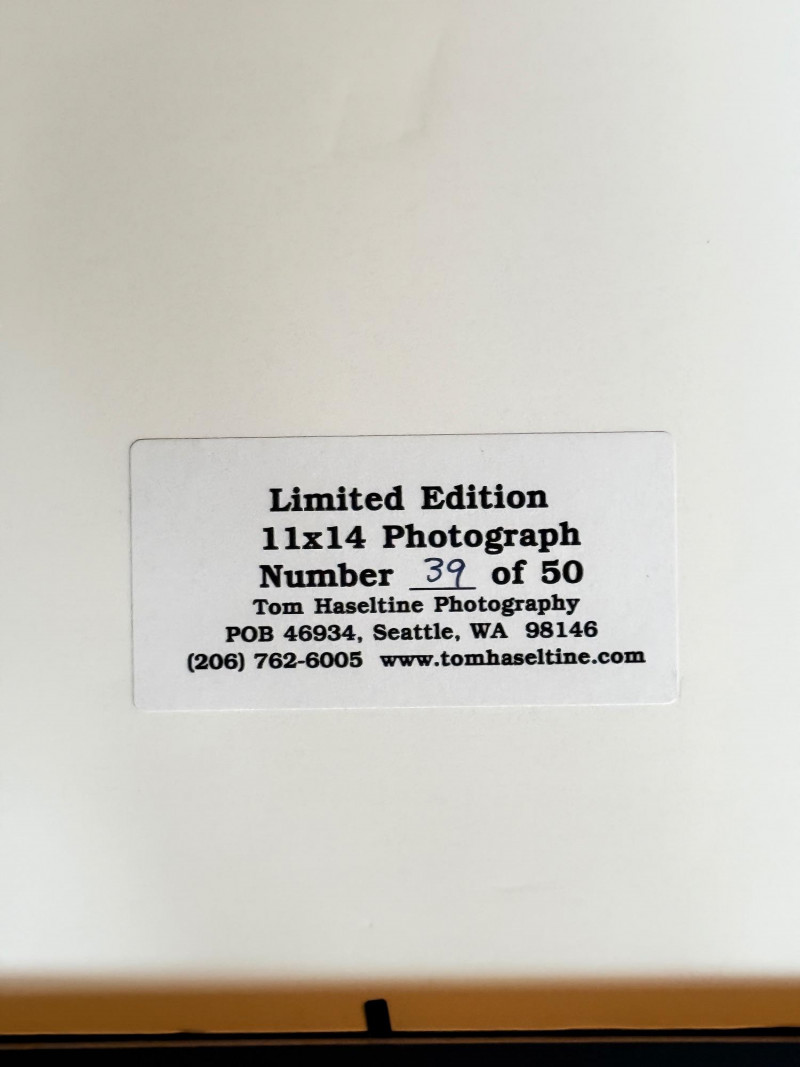 Limited Edition
11x14 Photograph
Number 39 of 50
Tom Haseltine Photography
POB 46934, Seattle, WA 98146
(206) 762-6005 www.tomhaseltine.com